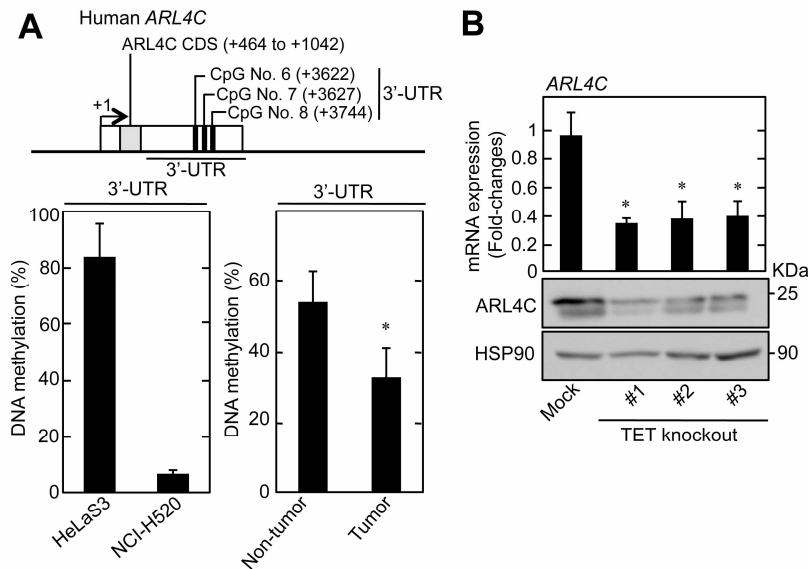 A
Human ARL4C
ARL4C CDS (+464 to +1042)
CpG No. 6 (+3622)
CpG No. 7 (+3627)
CpG No. 8 (+3744)
3’-UTR
+1
3’-UTR
3’-UTR
DNA methylation (%)
100
80
80
40
20
0
HeLaS3
NCI-H520
3’-UTR
DNA methylation (%)
60
40
20
0
*
Non-tumor
Tumor
B
ARL4C
mRNA expression
(Fold-changes)
1
0.8
0.6
0.4
0.2
0
* * *
KDa
ARL4C
25
HSP90
90
Mock
#1
#2
#3
TET knockout